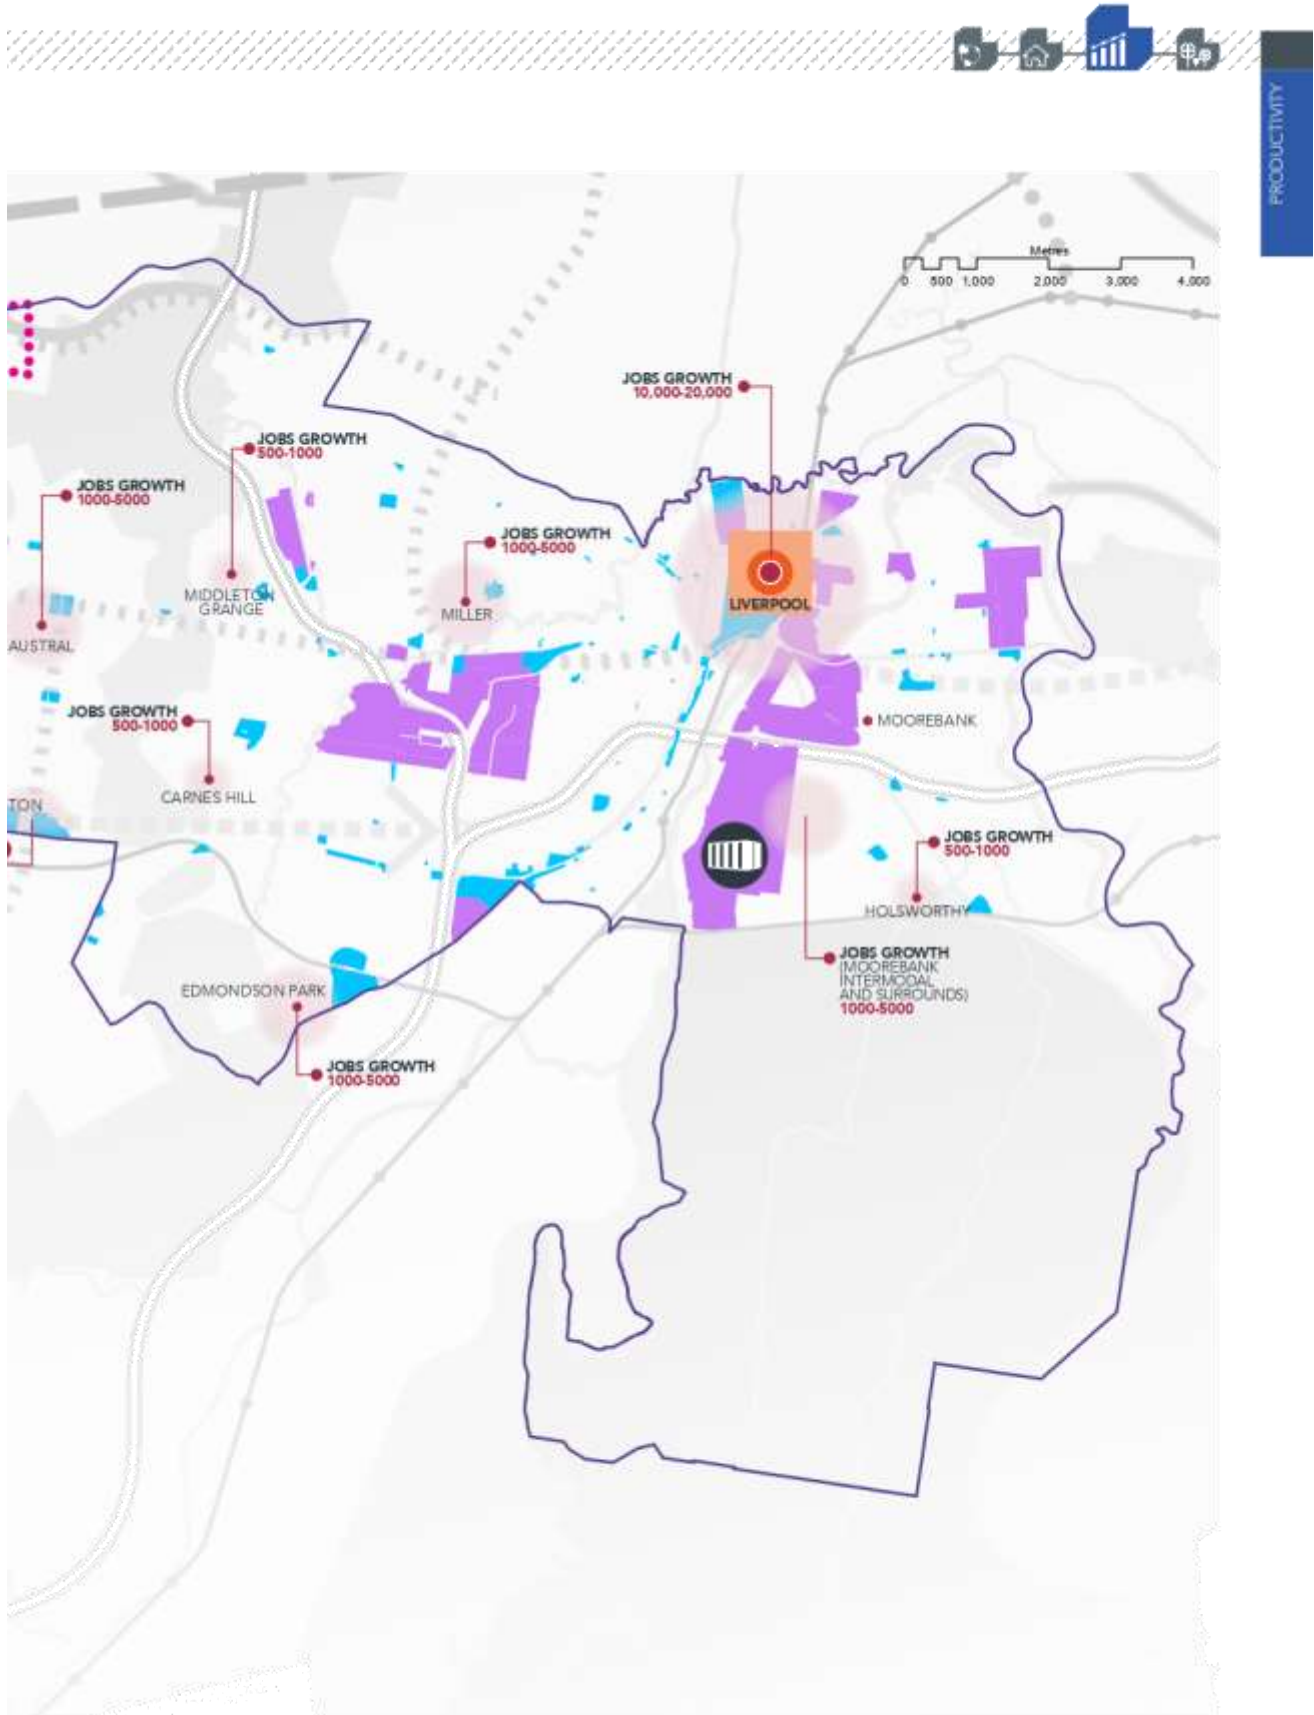 PRODUCTIVITY
Metres
0 500 1,000 2,000 3,000 4,000
JOBS GROWTH
10,000-20,000
JOBS GROWTH
500-1000
JOBS GROWTH
1000-5000
JOBS GROWTH
1000-5000
MIDDLETON
GRANGE
MILLER
LIVERPOOL
AUSTRAL
JOBS GROWTH
500-1000
MOOREBANK
CARNES HILL
TON
JOBS GROWTH
500-1000
HOLSWORTHY
JOBS GROWTH
(MOOREBANK
INTERMODAL
AND SURROUNDS)
1000-5000
EDMONDSON PARK
JOBS GROWTH
1000-5000